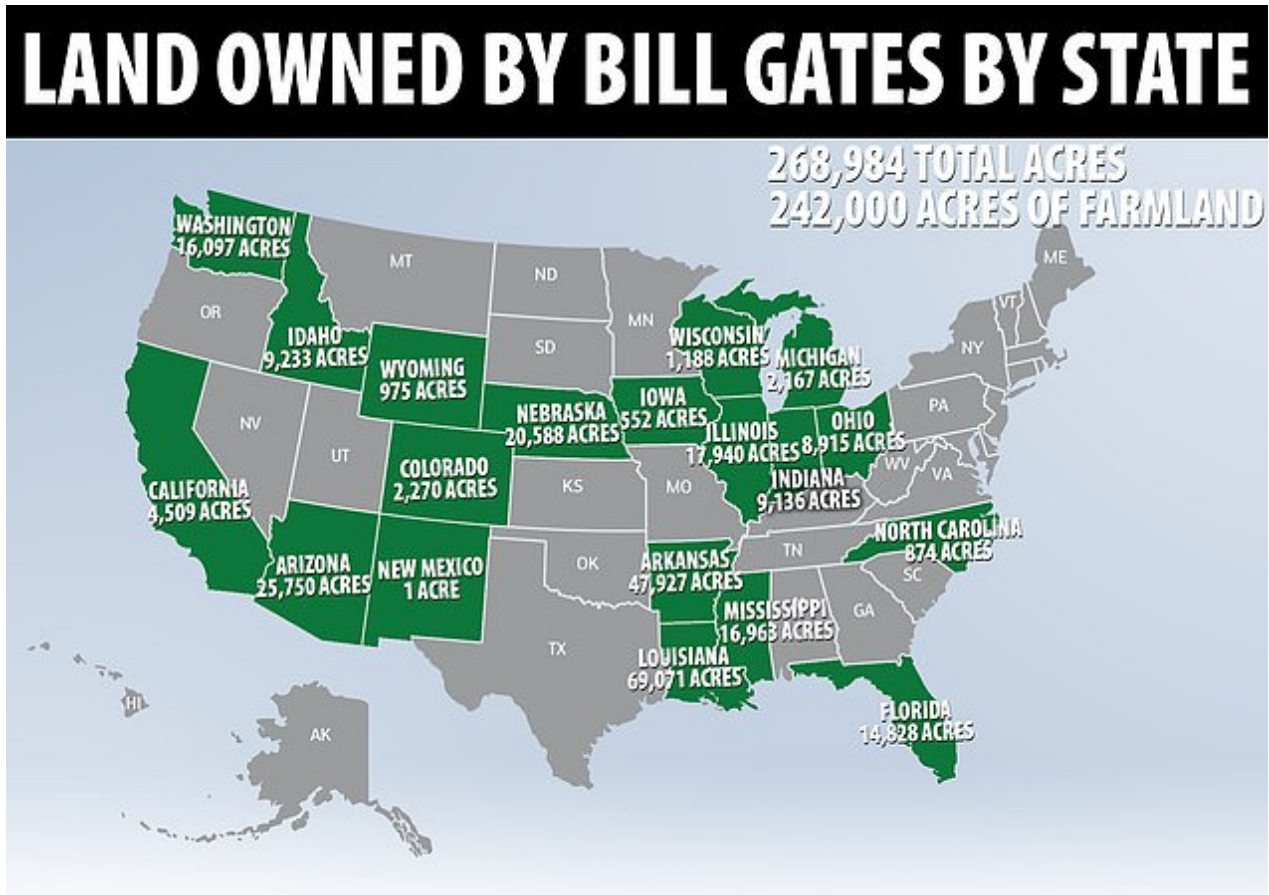 LAND OWNED BY BILL GATES BY STATE
268,984 TOTAL ACRES
242,000 ACRES OF FARMLAND
WASHINGTON
16,097 ACRES
MT
ND
MN
ME
VT
NY
OR
IDAHO
9,233 ACRES
WYOMING
975 ACRES
SD
WISCONSIN
1,188 ACRES
MICHIGAN
2,167 ACRES
PA
NV
UT
NEBRASKA
20,588 ACRES
IOWA
552 ACRES
ILLINOIS
17,940 ACRES
OHIO
8,915 ACRES
INDIANA
9,136 ACRES
WV
VA
CALIFORNIA
4,509 ACRES
COLORADO
2,270 ACRES
KS
MO
NORTH CAROLINA
874 ACRES
ARIZONA
25,750 ACRES
NEW MEXICO
1 ACRE
OK
ARKANSAS
47,927 ACRES
TN
SC
MISSISSIPPI
16,963 ACRES
GA
TX
LOUISIANA
69,071 ACRES
FLORIDA
14,828 ACRES
HI
AK